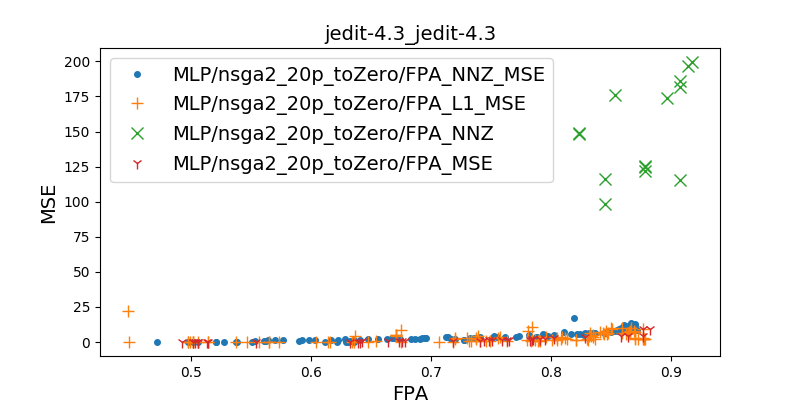 jedit-4.3_jedit-4.3
MLP/nsga2_20p_toZero/FPA_NNZ_MSE
MLP/nsga2_20p_toZero/FPA_L1_MSE
MLP/nsga2_20p_toZero/FPA_NNZ
MLP/nsga2_20p_toZero/FPA_MSE
MSE
200
175
150
125
100
75
50
25
0
0.5 0.6 0.7 0.8 0.9
FPA